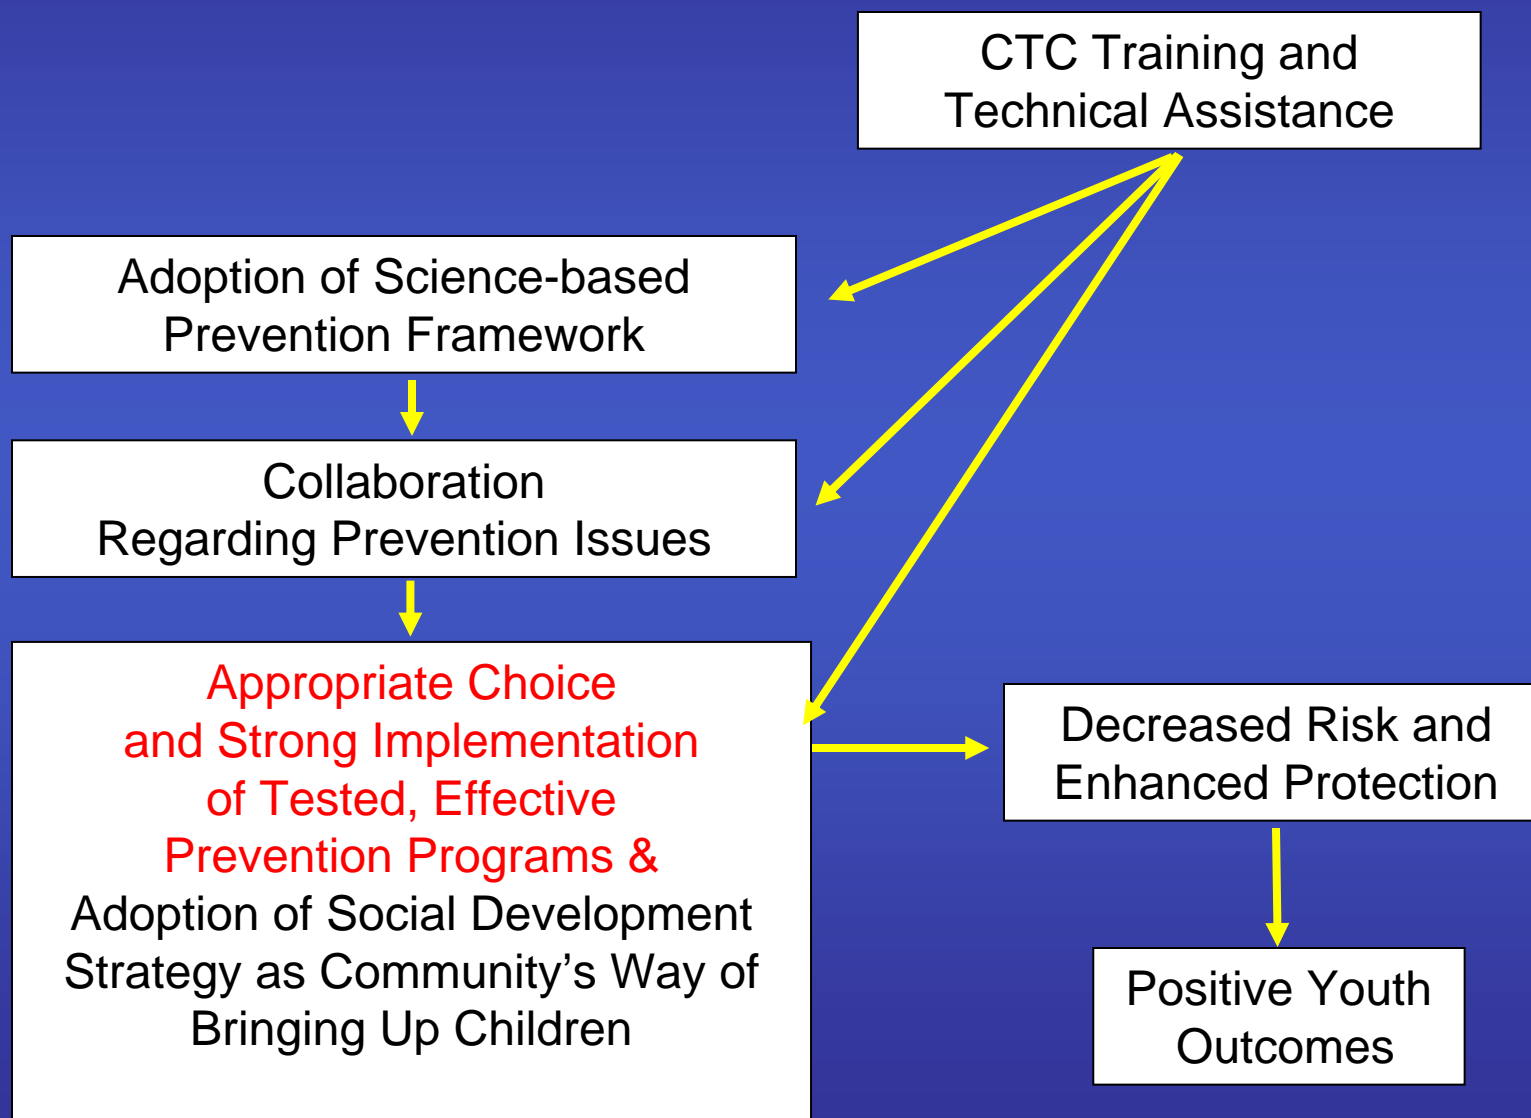 CTC Training and
Technical Assistance
Adoption of Science-based
Prevention Framework
Collaboration
Regarding Prevention Issues
Appropriate Choice
and Strong Implementation
of Tested, Effective
Prevention Programs &
Adoption of Social Development
Strategy as Community’s Way of
Bringing Up Children
Decreased Risk and
Enhanced Protection
Positive Youth
Outcomes